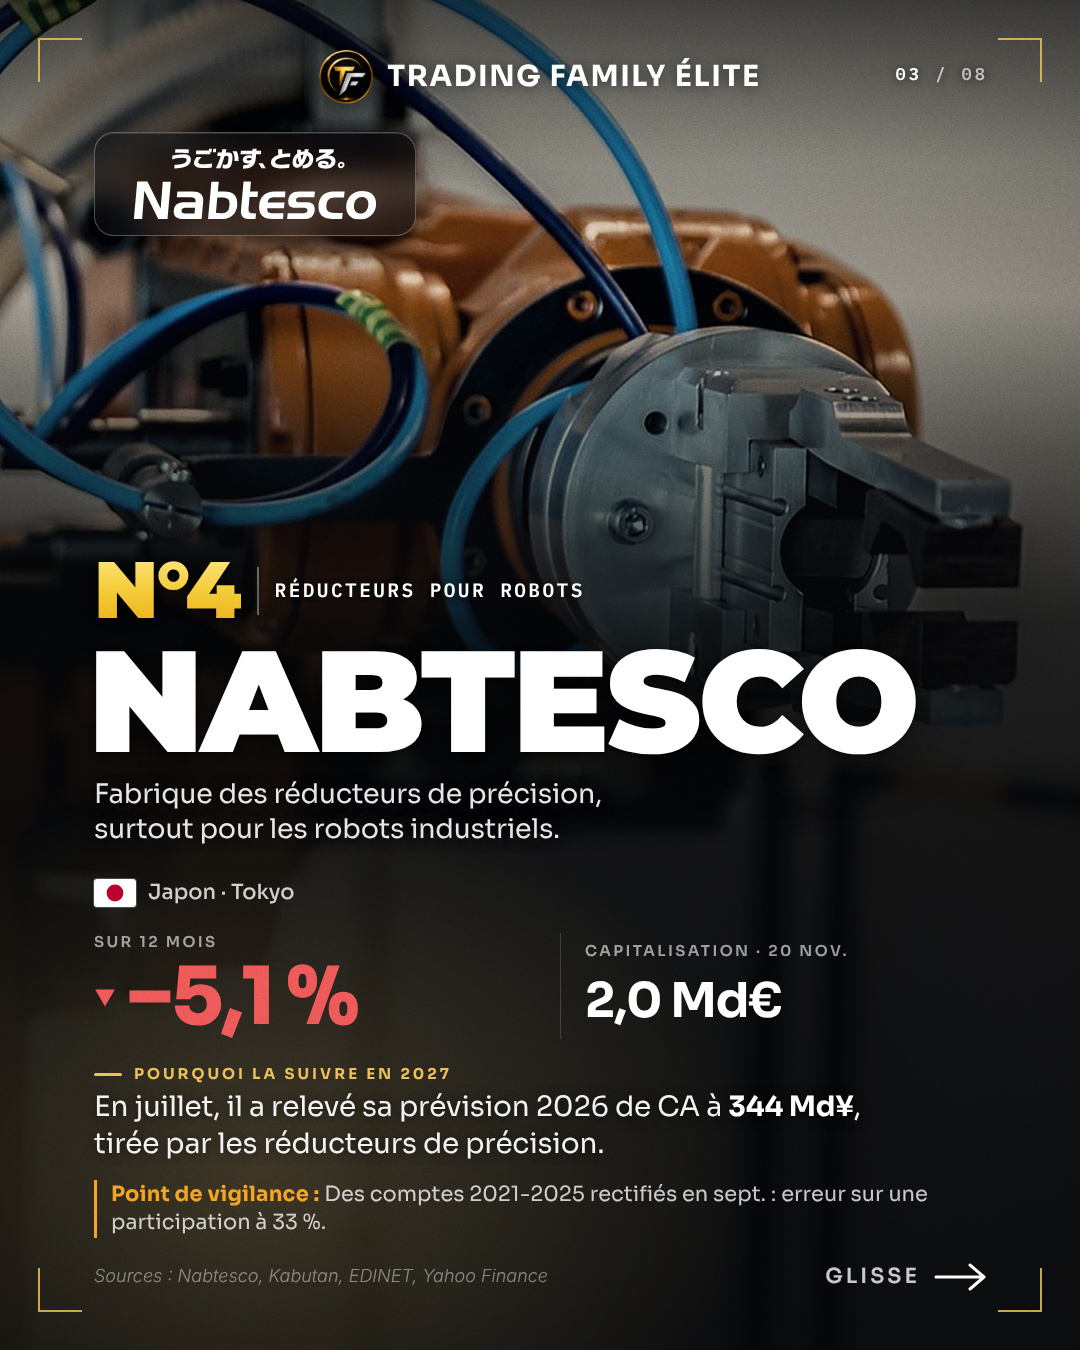 TF TRADING FAMILY ÉLITE
03 / 08
うごかす、とめる。
Nabtesco
N°4
RÉDUCTEURS POUR ROBOTS
NABTESCO
Fabrique des réducteurs de précision,
surtout pour les robots industriels.
Japon · Tokyo
SUR 12 MOIS
▼ −5,1 %
CAPITALISATION · 20 NOV.
2,0 Md€
POURQUOI LA SUIVRE EN 2027
En juillet, il a relevé sa prévision 2026 de CA à 344 Md¥,
tirée par les réducteurs de précision.
Point de vigilance : Des comptes 2021-2025 rectifiés en sept. : erreur sur une
participation à 33 %.
Sources : Nabtesco, Kabutan, EDINET, Yahoo Finance
GLISSE →